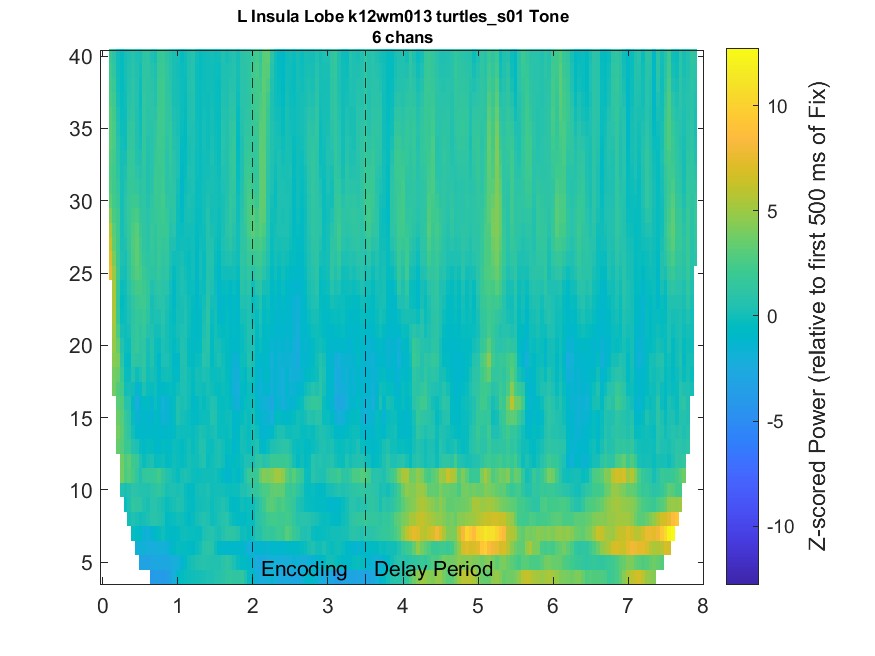 L Insula Lobe k12wm013 turtles_s01 Tone
6 chans
40
35
30
25
20
15
10
5
Encoding
Delay Period
0 1 2 3 4 5 6 7 8
10
5
0
-5
-10
Z-scored Power (relative to first 500 ms of Fix)